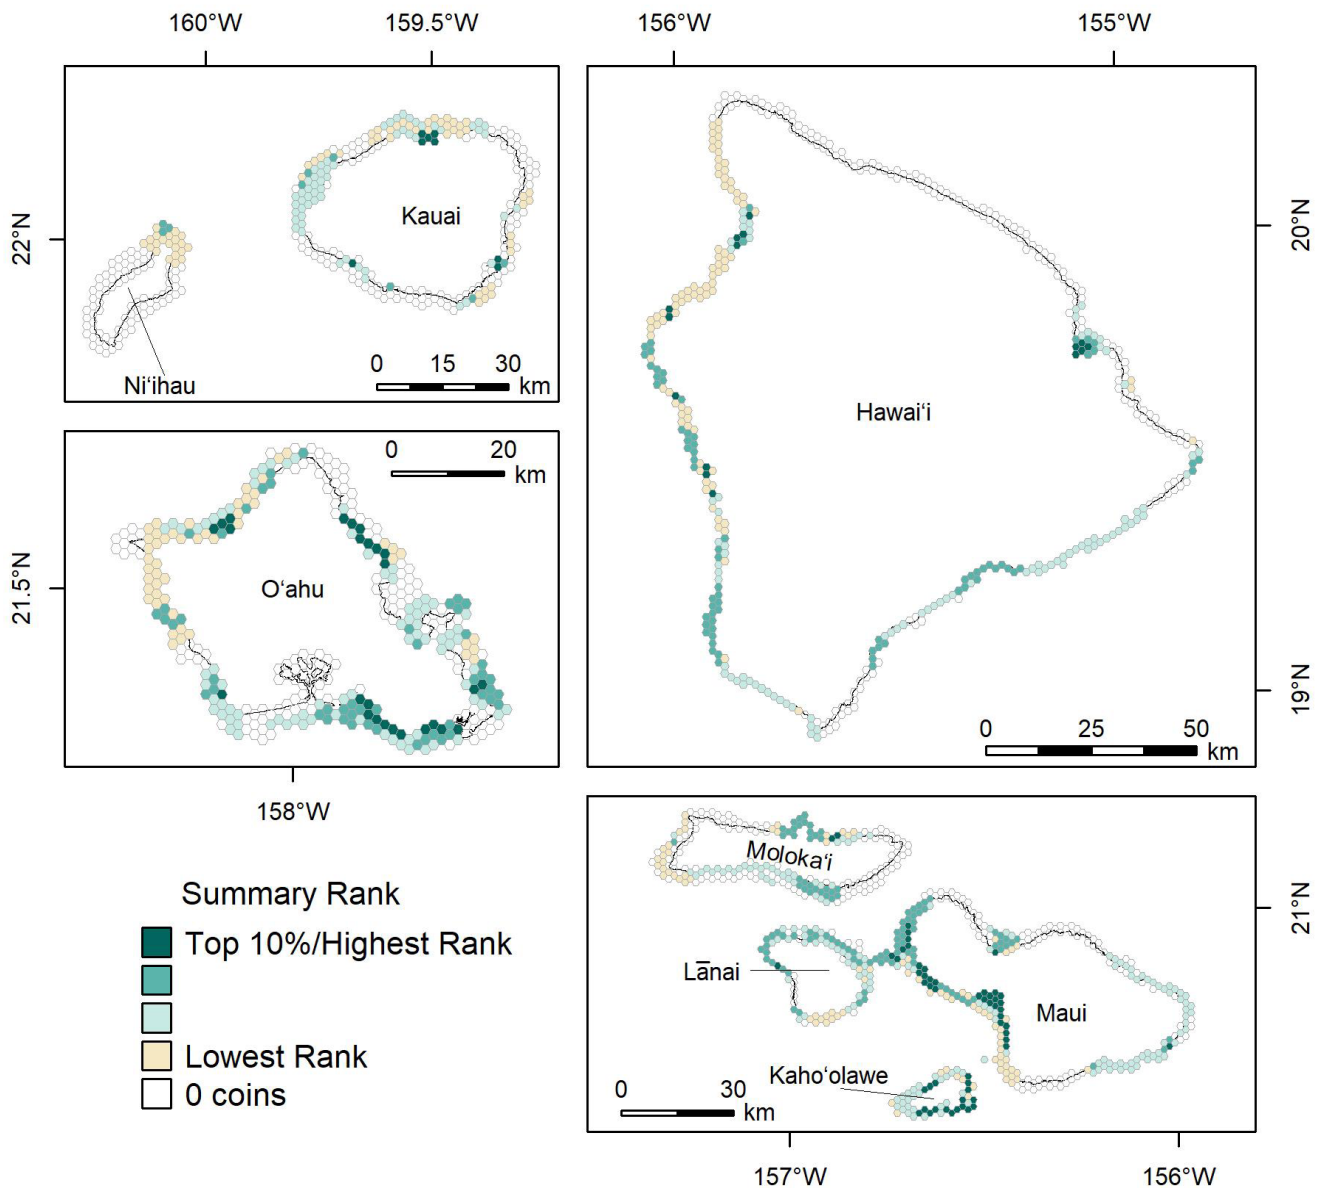 160°W 159.5°W 156°W 155°W
22°N
Kauai
Ni‘ihau
0 15 30
km
20°N
19°N
Hawai‘i
0 25 50
km
0 20
km
21.5°N
O‘ahu
158°W
Summary Rank
Top 10%/Highest Rank
Lowest Rank
0 coins
Moloka‘i
Lānai
Maui
Kaho‘olawe
0 30
km
21°N
157°W 156°W